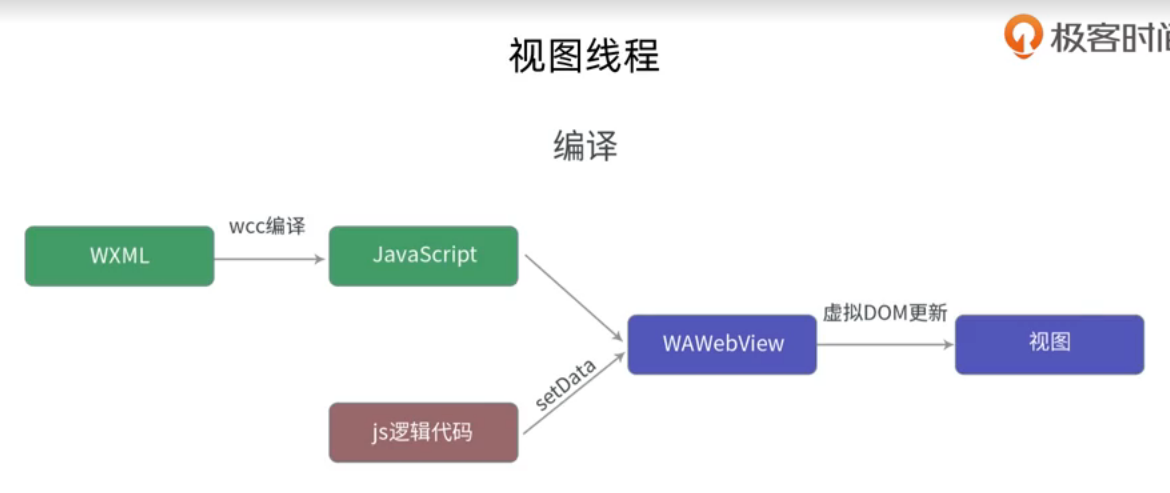 极客时间
视图线程
编译
wcc编译
WXML
JavaScript
虚拟DOM更新
WAWebView
视图
setData
js逻辑代码